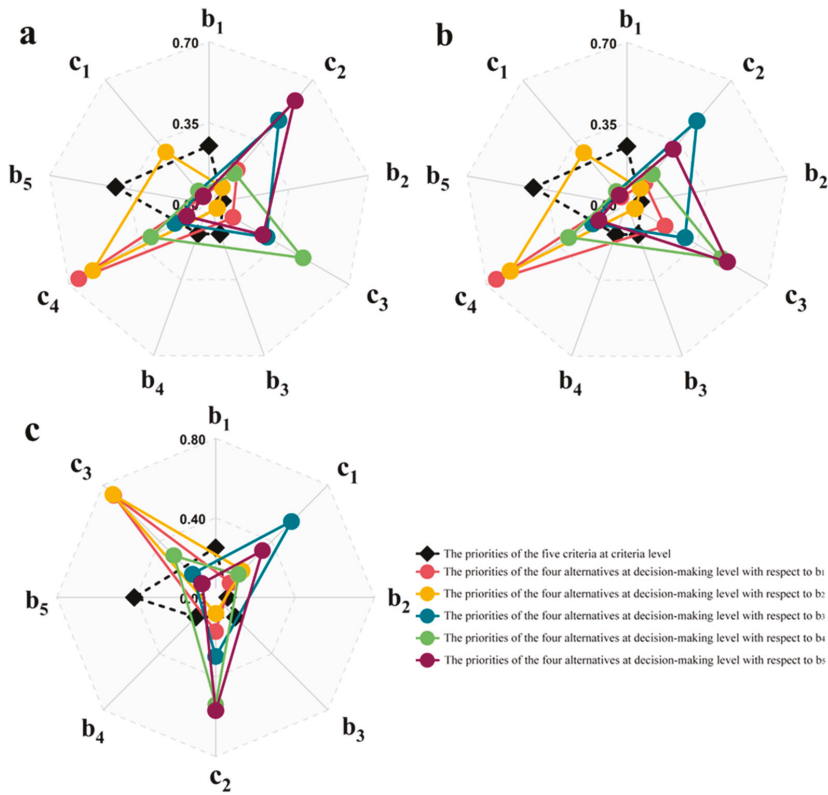 a
b₁
0.70
c₂
c₁
0.35
b₅
b₂
c₄
c₃
b₄
b₃
b
b₁
0.70
c₂
c₁
0.35
b₅
b₂
c₄
c₃
b₄
b₃
c
b₁
0.80
c₃
c₁
0.40
b₅
b₂
b₄
b₃
c₂
The priorities of the five criteria at criteria level
The priorities of the four alternatives at decision-making level with respect to b₁
The priorities of the four alternatives at decision-making level with respect to b₂
The priorities of the four alternatives at decision-making level with respect to b₃
The priorities of the four alternatives at decision-making level with respect to b₄
The priorities of the four alternatives at decision-making level with respect to b₅